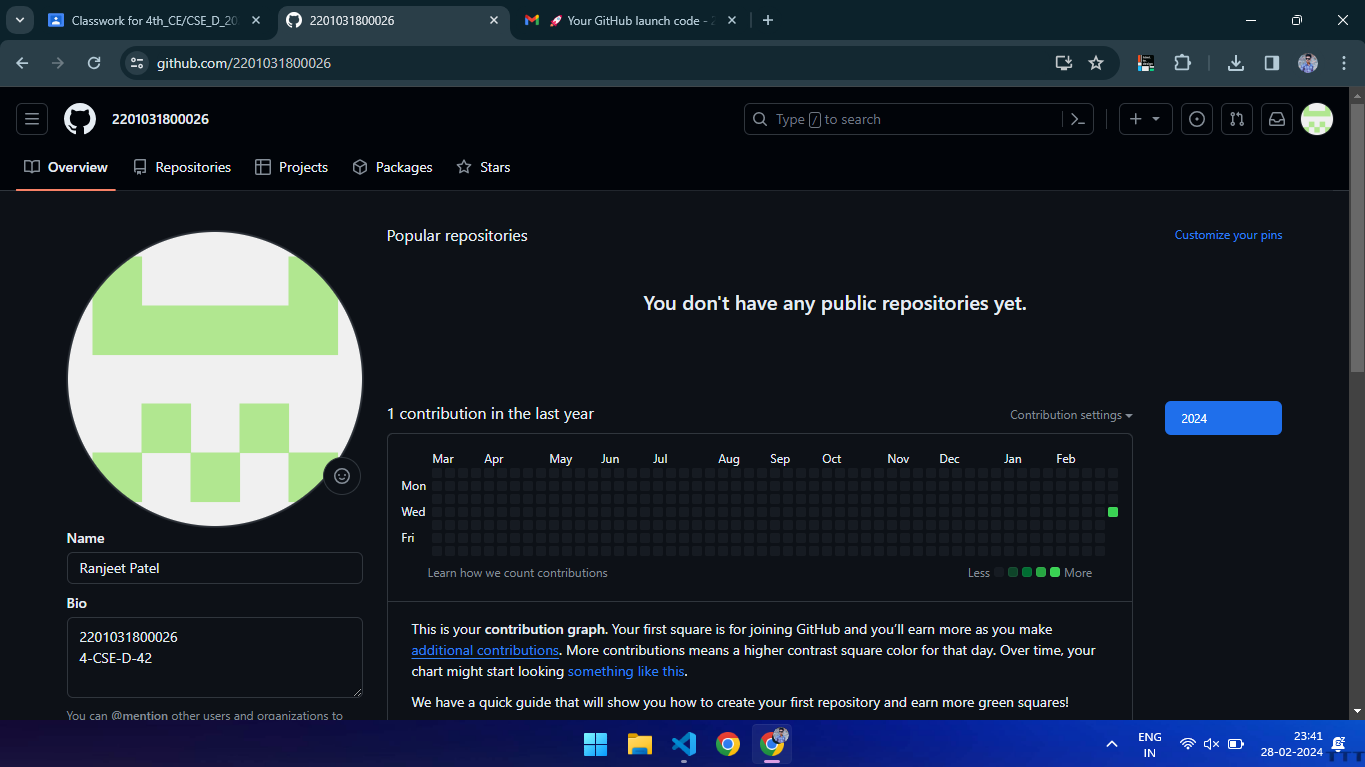 Classwork for 4th_CE/CSE_D_20
2201031800026
🚀 Your GitHub launch code - 2
github.com/2201031800026
2201031800026
Type / to search
Overview
Repositories
Projects
Packages
Stars
Popular repositories
Customize your pins
You don't have any public repositories yet.
1 contribution in the last year
Contribution settings
2024
Mar Apr May Jun Jul Aug Sep Oct Nov Dec Jan Feb
Mon
Wed
Fri
Learn how we count contributions
Less
More
This is your contribution graph. Your first square is for joining GitHub and you'll earn more as you make
additional contributions. More contributions means a higher contrast square color for that day. Over time, your
chart might start looking something like this.
We have a quick guide that will show you how to create your first repository and earn more green squares!
Name
Ranjeet Patel
Bio
2201031800026
4-CSE-D-42
You can @mention other users and organizations to
ENG
IN
23:41
28-02-2024